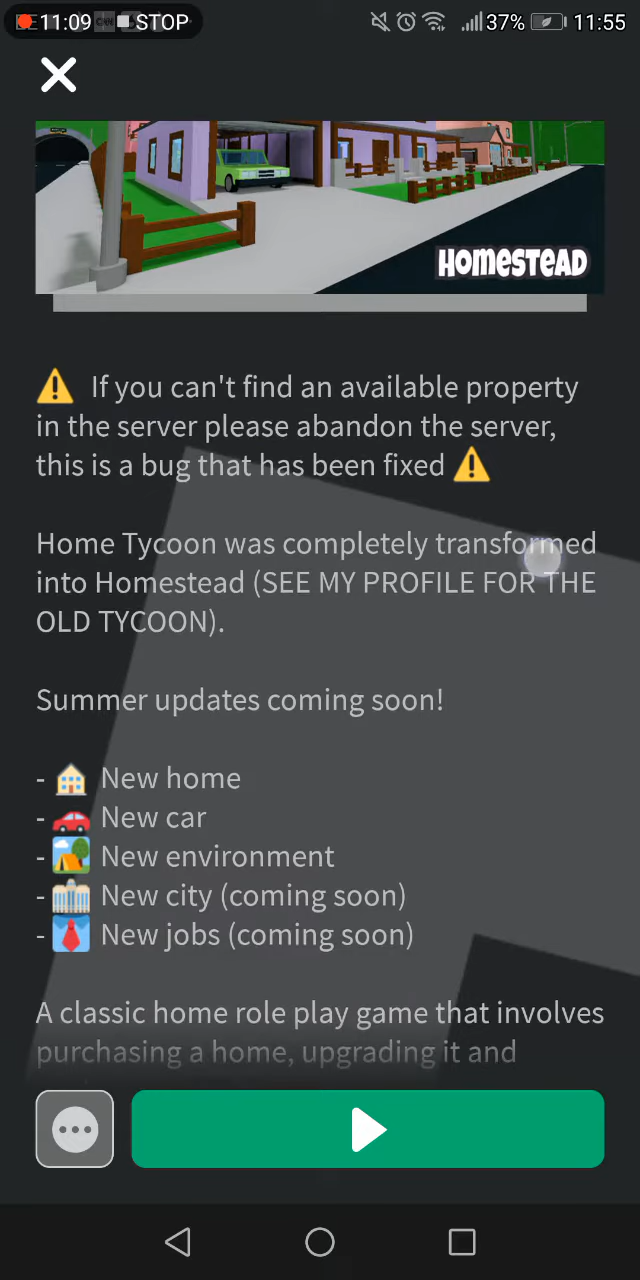 11:09 STOP 37% 11:55
HOMESTEAD
⚠️ If you can't find an available property
in the server please abandon the server,
this is a bug that has been fixed ⚠️
Home Tycoon was completely transformed
into Homestead (SEE MY PROFILE FOR THE
OLD TYCOON).
Summer updates coming soon!
- 🏠 New home
- 🚗 New car
- 🏕️ New environment
- 🏛️ New city (coming soon)
- 👔 New jobs (coming soon)
A classic home role play game that involves
purchasing a home, upgrading it and